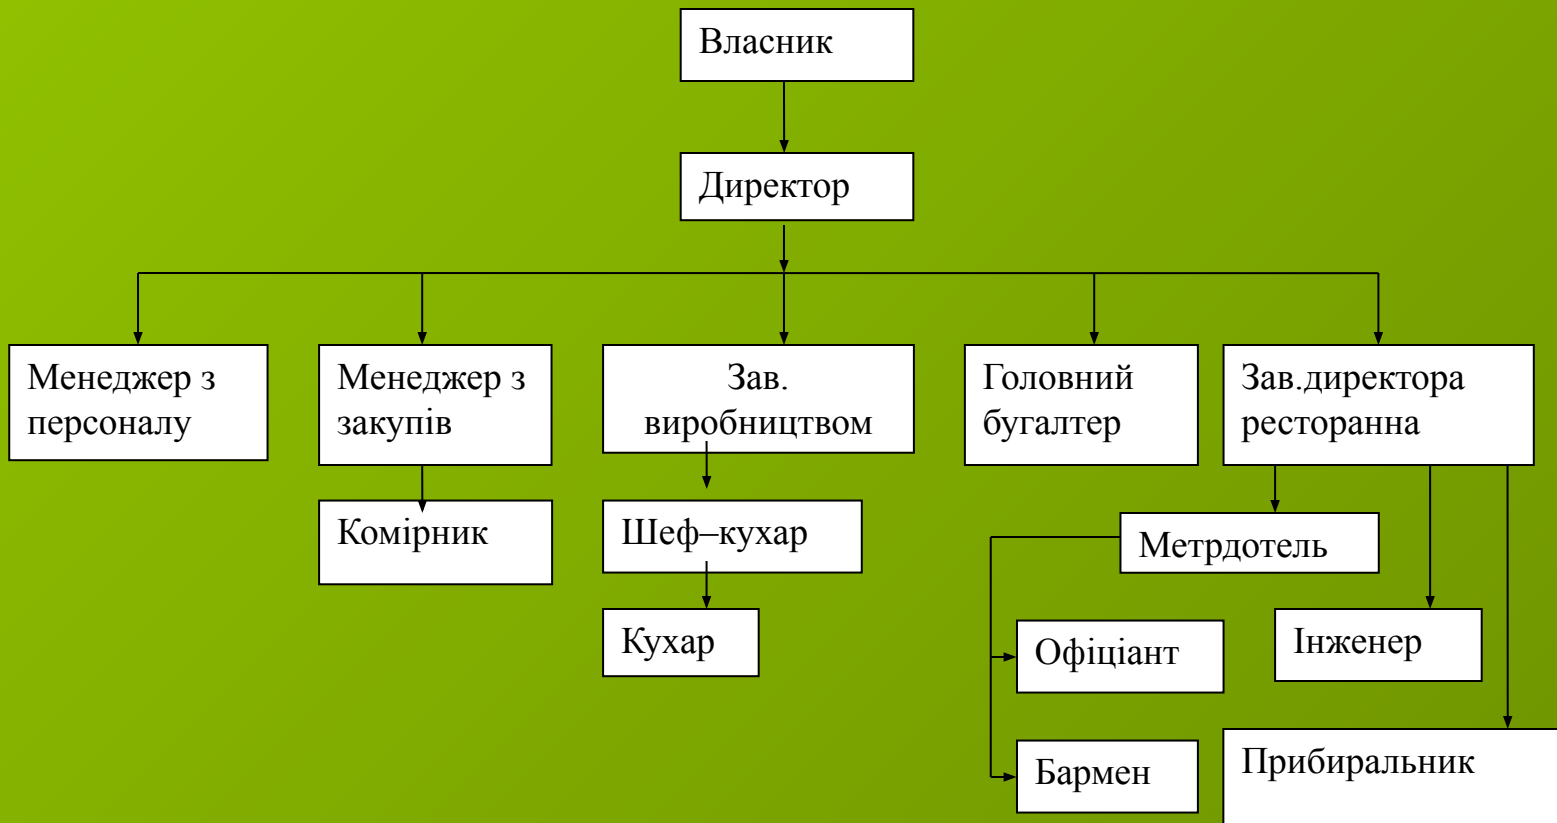 Власник
Директор
Менеджер з
персоналу
Менеджер з
закупів
Зав.
виробництвом
Головний
бугалтер
Зав.директора
ресторанна
Комірник
Шеф–кухар
Метрдотель
Кухар
Офіціант
Інженер
Бармен
Прибиральник